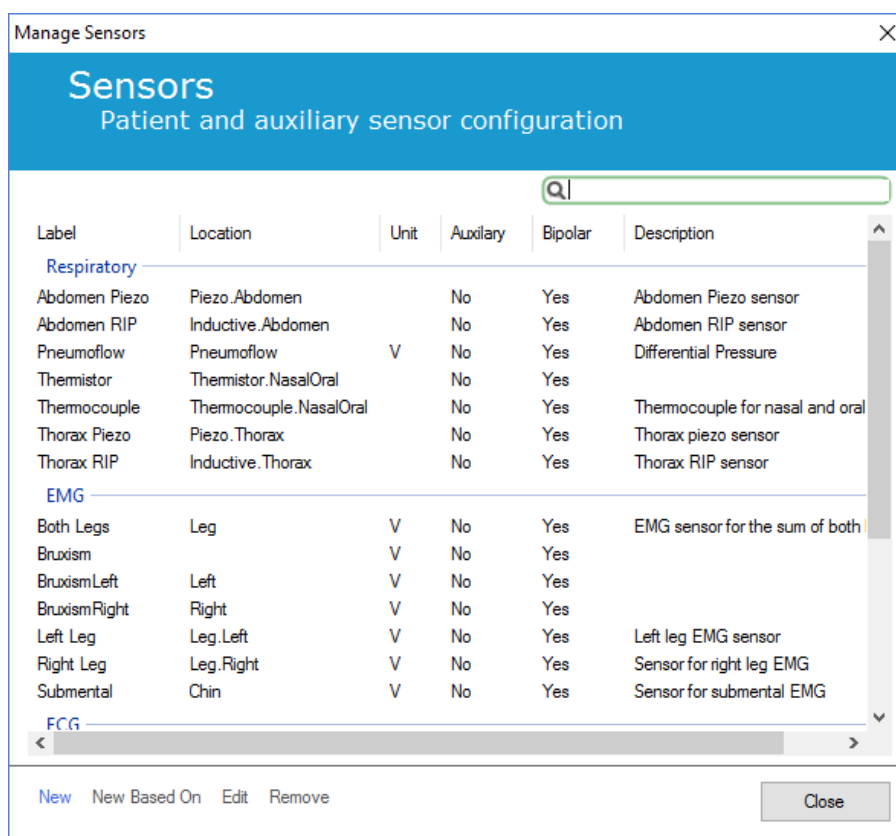 Manage Sensors
Sensors
Patient and auxiliary sensor configuration
Label Location Unit Auxilary Bipolar Description
Respiratory
Abdomen Piezo Piezo.Abdomen No Yes Abdomen Piezo sensor
Abdomen RIP Inductive.Abdomen No Yes Abdomen RIP sensor
Pneumoflow Pneumoflow V No Yes Differential Pressure
Thermistor Thermistor.NasalOral No Yes
Thermocouple Thermocouple.NasalOral No Yes Thermocouple for nasal and oral
Thorax Piezo Piezo.Thorax No Yes Thorax piezo sensor
Thorax RIP Inductive.Thorax No Yes Thorax RIP sensor
EMG
Both Legs Leg V No Yes EMG sensor for the sum of both
Bruxism V No Yes
BruxismLeft Left V No Yes
BruxismRight Right V No Yes
Left Leg Leg.Left V No Yes Left leg EMG sensor
Right Leg Leg.Right V No Yes Sensor for right leg EMG
Submental Chin V No Yes Sensor for submental EMG
ECG
New New Based On Edit Remove Close